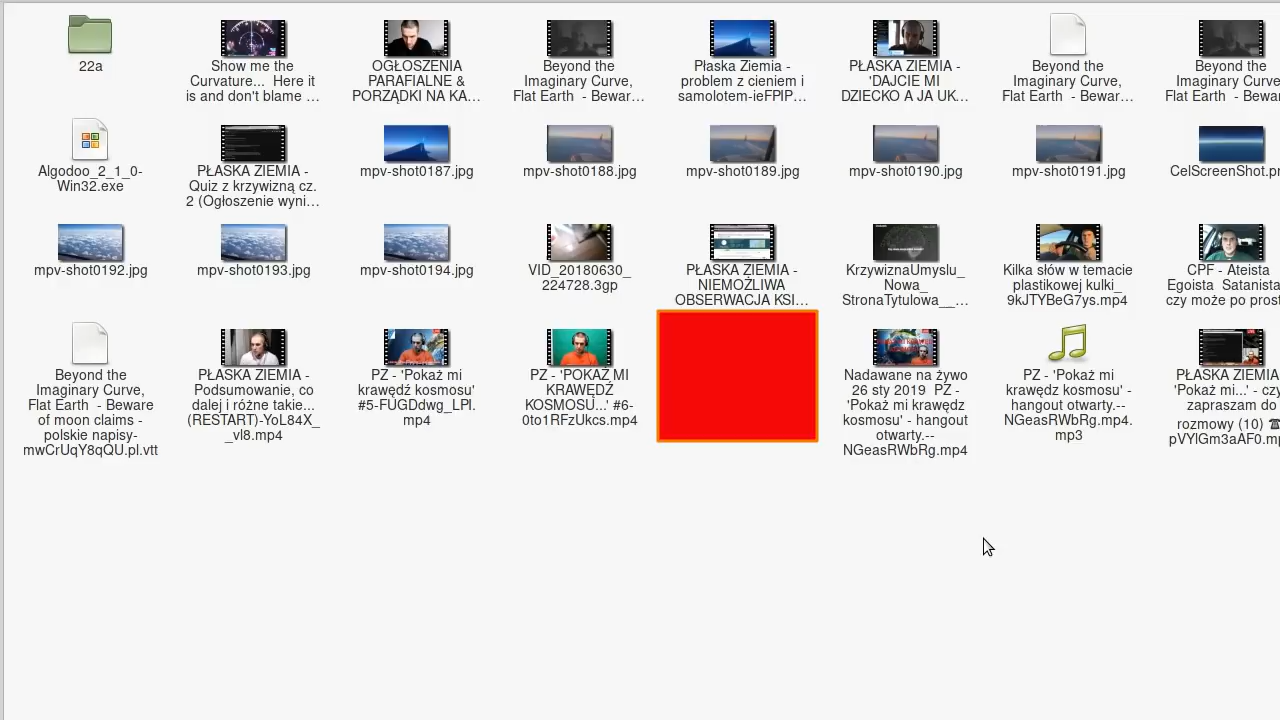 22a
Show me the
Curvature... Here it
is and don't blame ...
OGŁOSZENIA
PARAFIALNE &
PORZĄDKI NA KA...
Beyond the
Imaginary Curve,
Flat Earth - Bewar...
Płaska Ziemia -
problem z cieniem i
samolotem-ieFPIP...
PŁASKA ZIEMIA -
'DAJCIE MI
DZIECKO A JA UK...
Beyond the
Imaginary Curve,
Flat Earth - Bewar...
Beyond the
Imaginary Curve,
Flat Earth - Bewar
Algodoo_2_1_0-
Win32.exe
PŁASKA ZIEMIA -
Quiz z krzywizną cz.
2 (Ogłoszenie wyni...
mpv-shot0187.jpg
mpv-shot0188.jpg
mpv-shot0189.jpg
mpv-shot0190.jpg
mpv-shot0191.jpg
CelScreenShot.pr
mpv-shot0192.jpg
mpv-shot0193.jpg
mpv-shot0194.jpg
VID_20180630_
224728.3gp
PŁASKA ZIEMIA -
NIEMOŻLIWA
OBSERWACJA KSI...
KrzywiznaUmyslu_
Nowa_
StronaTytulowa__...
Kilka słów w temacie
plastikowej kulki_
9kJTYBeG7ys.mp4
CPF - Ateista
Egoista Satanista
czy może po pros
Beyond the
Imaginary Curve,
Flat Earth - Beware
of moon claims -
polskie napisy-
mwCrUqY8qQU.pl.vtt
PŁASKA ZIEMIA -
Podsumowanie, co
dalej i różne takie...
(RESTART)-YoL84X_
_vl8.mp4
PZ - 'Pokaż mi
krawędź kosmosu'
#5-FUGDdwg_LPI.
mp4
PZ - 'POKAŻ MI
KRAWĘDŹ
KOSMOSU...' #6-
0to1RFzUkcs.mp4
Nadawane na żywo
26 sty 2019 PZ -
'Pokaż mi krawędz
kosmosu' - hangout
otwarty.--
NGeasRWbRg.mp4
PZ - 'Pokaż mi
krawędz kosmosu' -
hangout otwarty.--
NGeasRWbRg.mp4.
mp3
PŁASKA ZIEMIA
'Pokaż mi...' - czy
zapraszam do
rozmowy (10) ☎
pVYlGm3aAF0.m